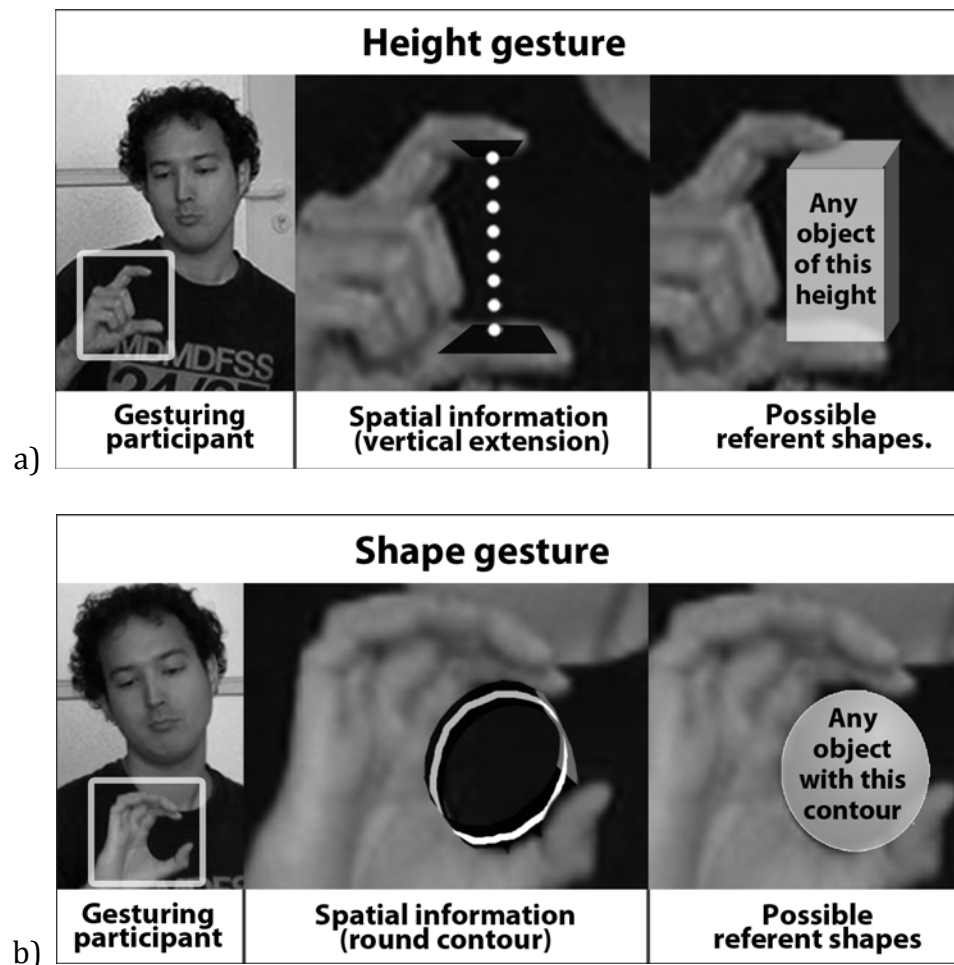 Height gesture
Any
object
of this
height
Gesturing
participant
Spatial information
(vertical extension)
Possible
referent shapes.
a)
MDMDFSS
Shape gesture
Any
object
with this
contour
Gesturing
participant
Spatial information
(round contour)
Possible
referent shapes
b)